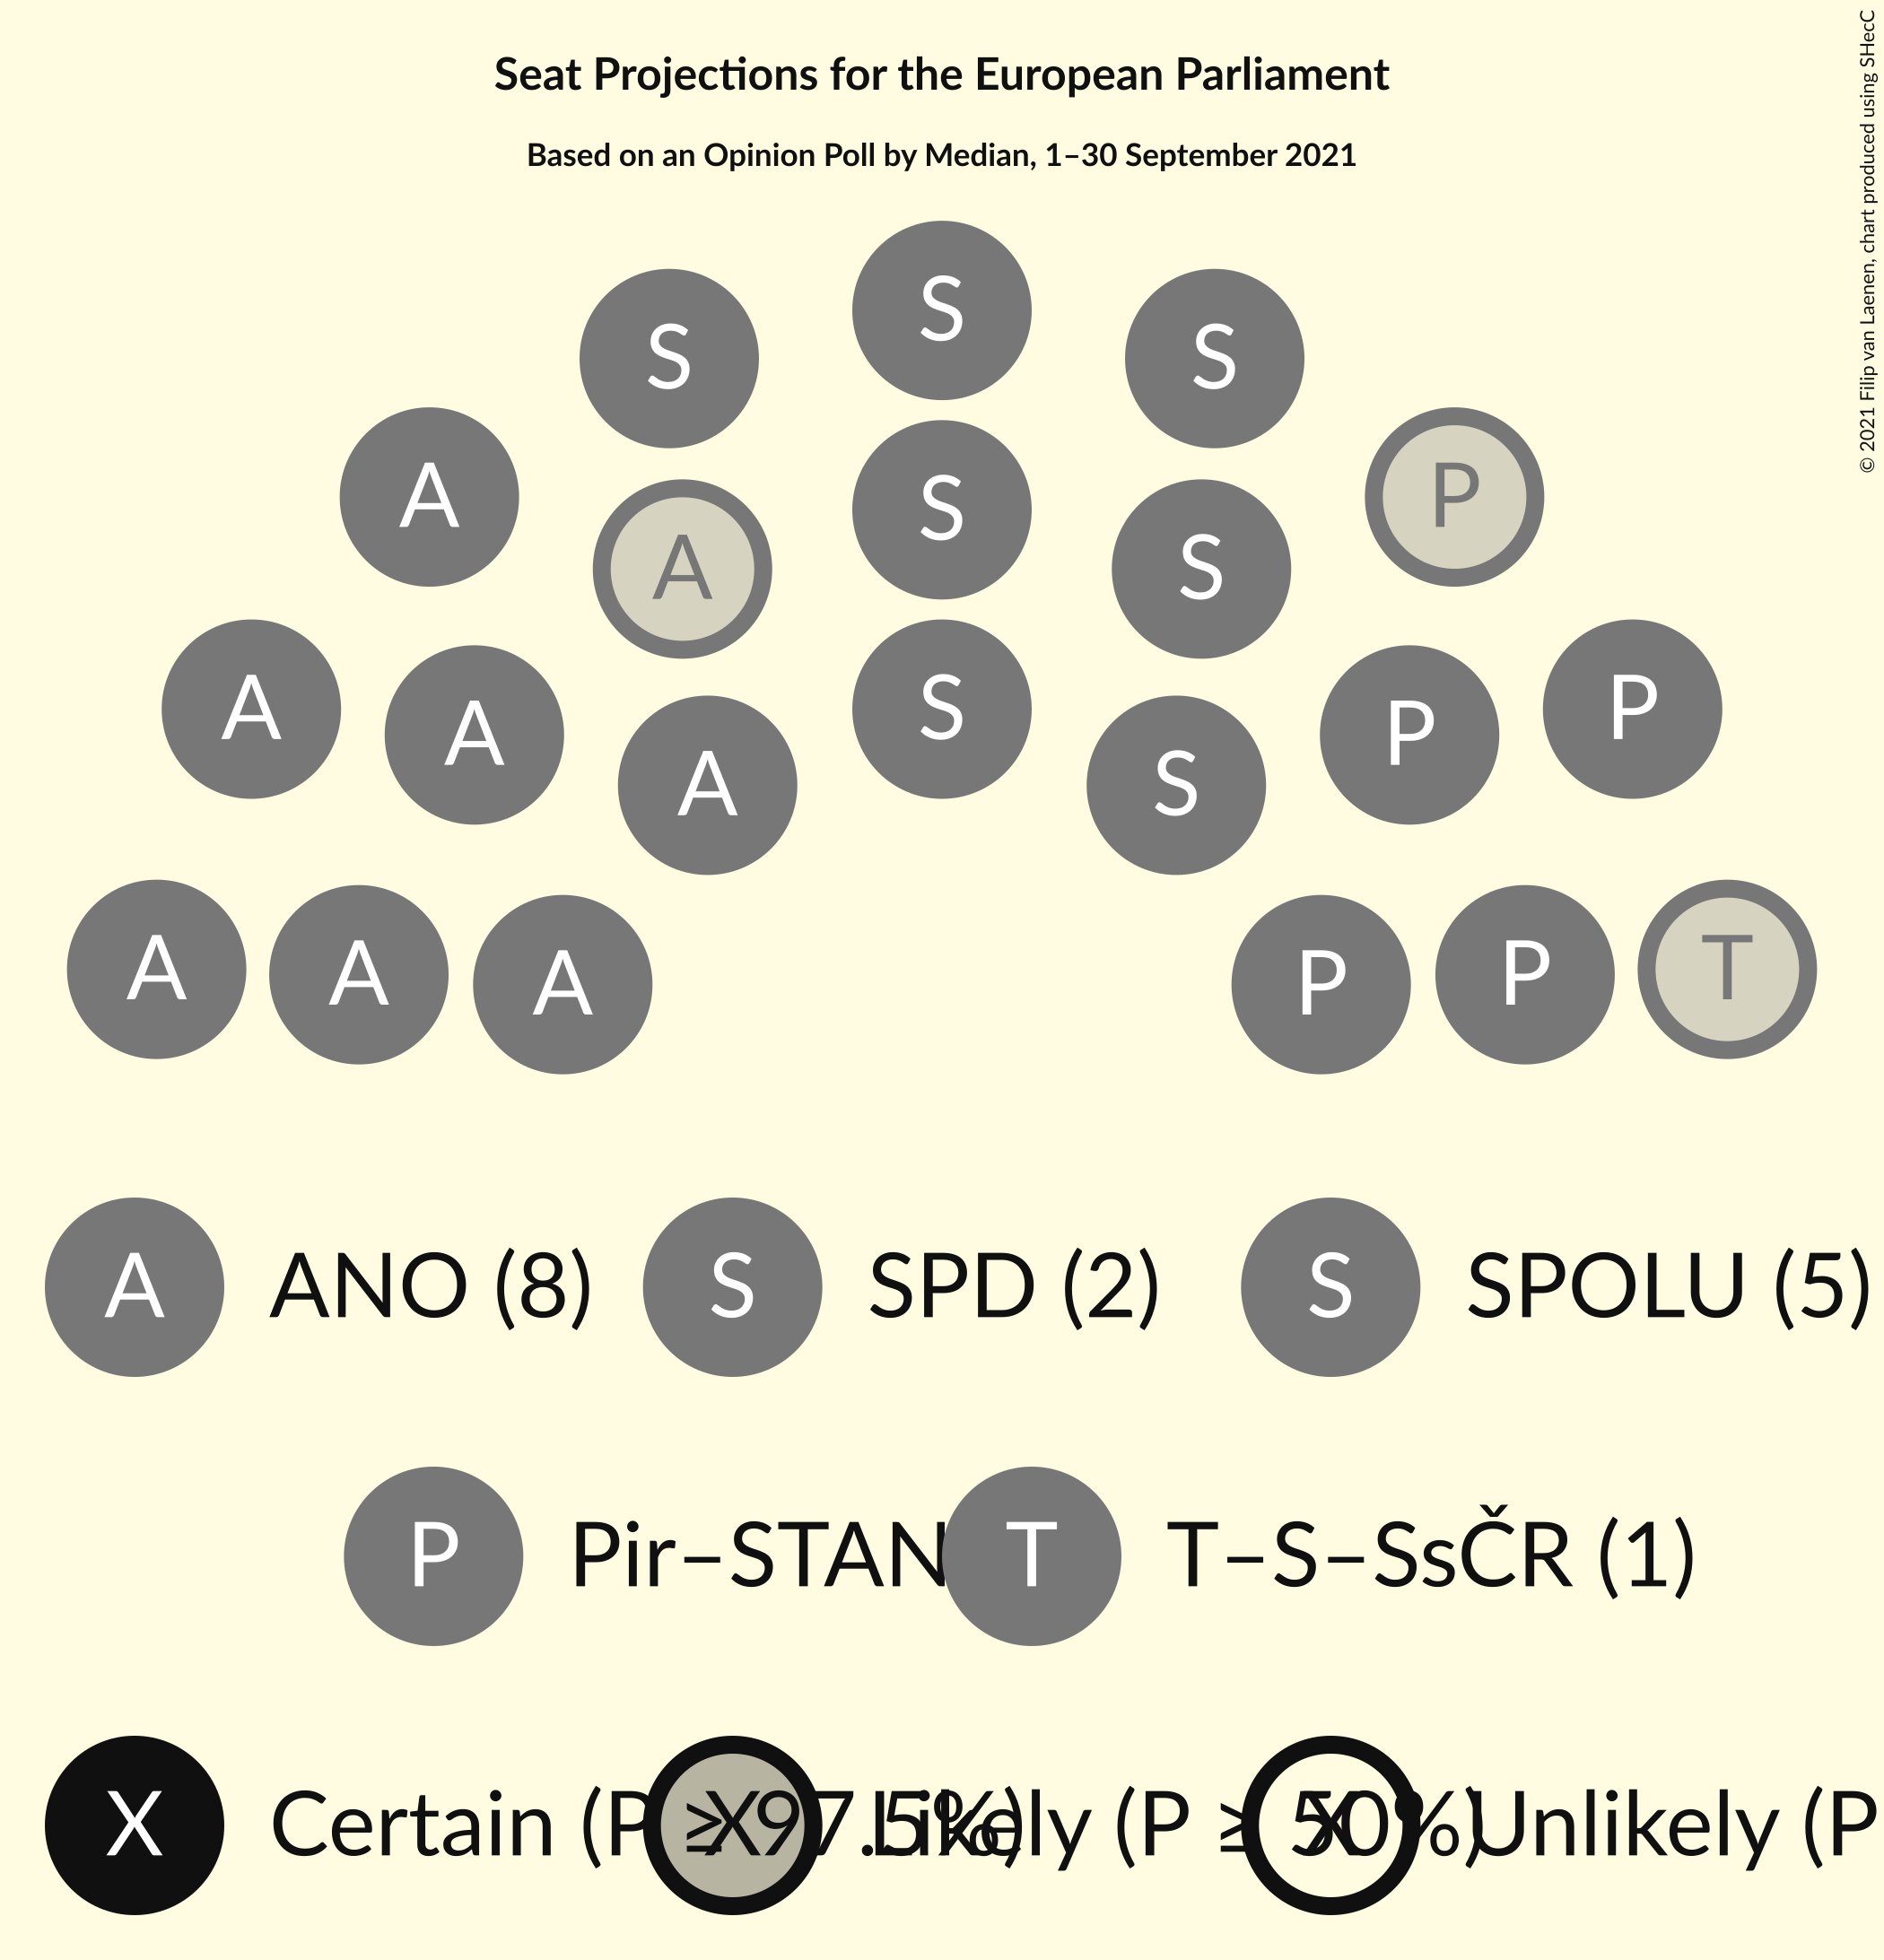 Seat Projections for the European Parliament
Based on an Opinion Poll by Median, 1–30 September 2021
© 2021 Filip van Laenen, chart produced using SHecC
S
S S
A S P
A S
A S P
A A P
A S
A A A P P T
A ANO (8) S SPD (2) S SPOLU (5)
P Pir–STAN T T–S–SsČR (1)
X Certain (P ≥ 97.5%) X Likely (P ≥ 50%) X Unlikely (P